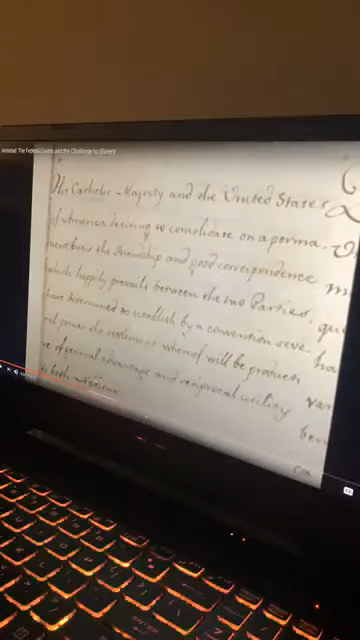 Amistad: The Federal Courts and the Challenge to Slavery
His Catholic Majesty and the United States
of America desiring to consolidate on a perma-
nent basis the Friendship and good correspondence
which happily prevails between the two Parties,
have determined to establish by a convention seve
ral points the settlement whereof will be producti
ve of general advantage and reciprocal utility
to both Nations
ENTER